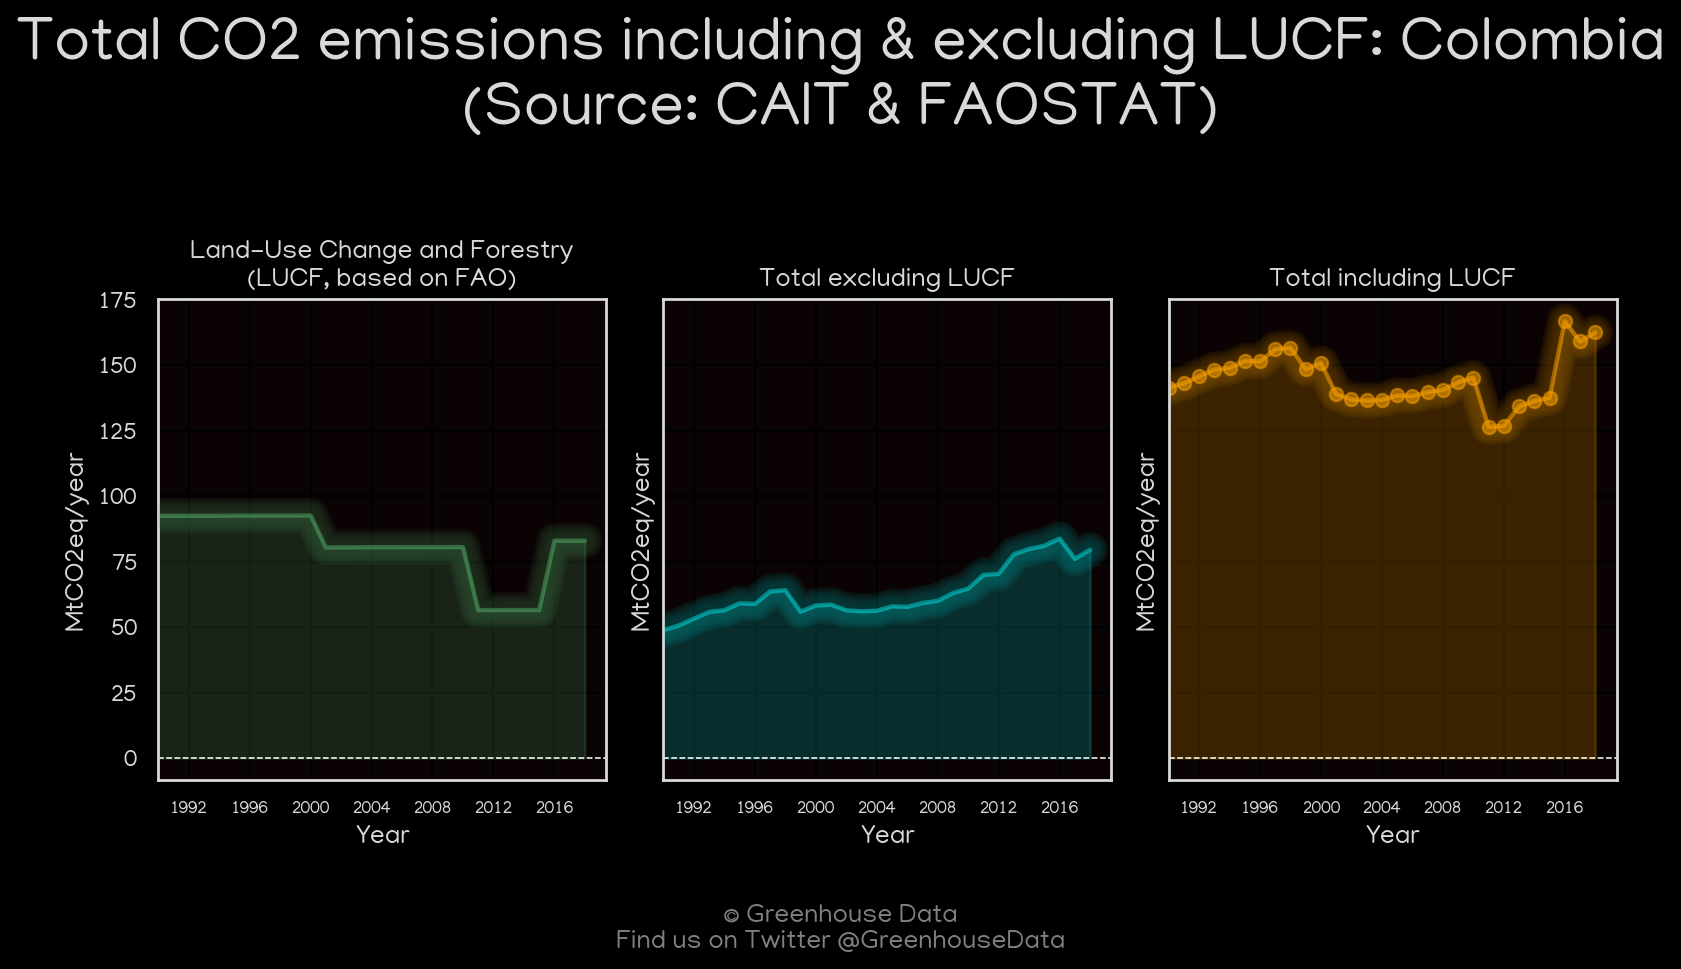 Total CO2 emissions including & excluding LUCF: Colombia
(Source: CAIT & FAOSTAT)
Land-Use Change and Forestry
(LUCF, based on FAO)
Total excluding LUCF
Total including LUCF
175
150
125
100
75
50
25
0
MtCO2eq/year
MtCO2eq/year
MtCO2eq/year
1992 1996 2000 2004 2008 2012 2016
1992 1996 2000 2004 2008 2012 2016
1992 1996 2000 2004 2008 2012 2016
Year
Year
Year
© Greenhouse Data
Find us on Twitter @GreenhouseData